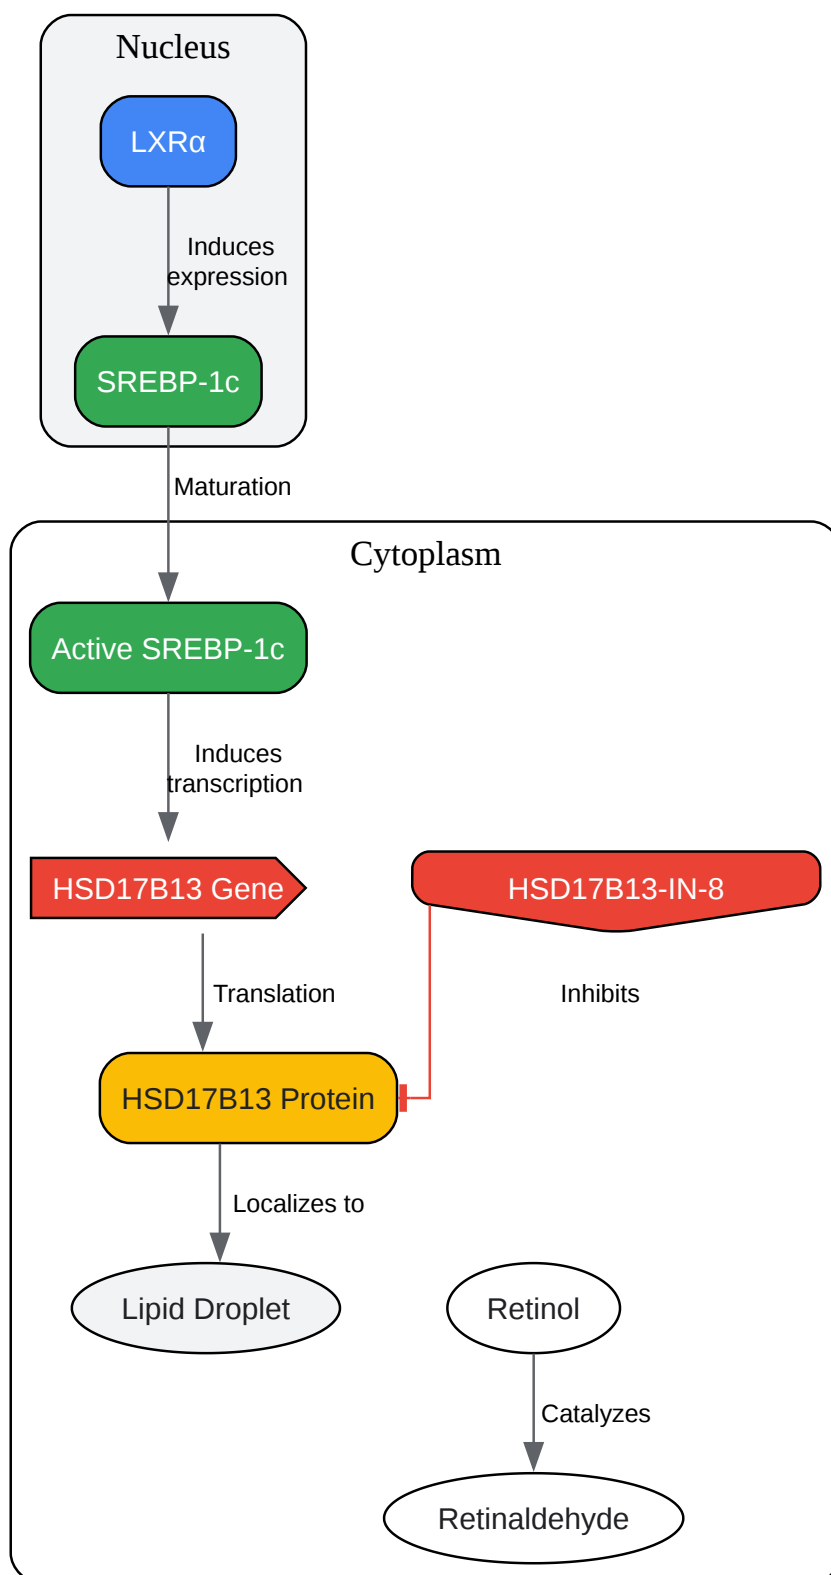 Nucleus
LXRα
Induces
expression
SREBP-1c
Maturation
Cytoplasm
Active SREBP-1c
Induces
transcription
HSD17B13 Gene
HSD17B13-IN-8
Translation
Inhibits
HSD17B13 Protein
Localizes to
Lipid Droplet
Retinol
Catalyzes
Retinaldehyde